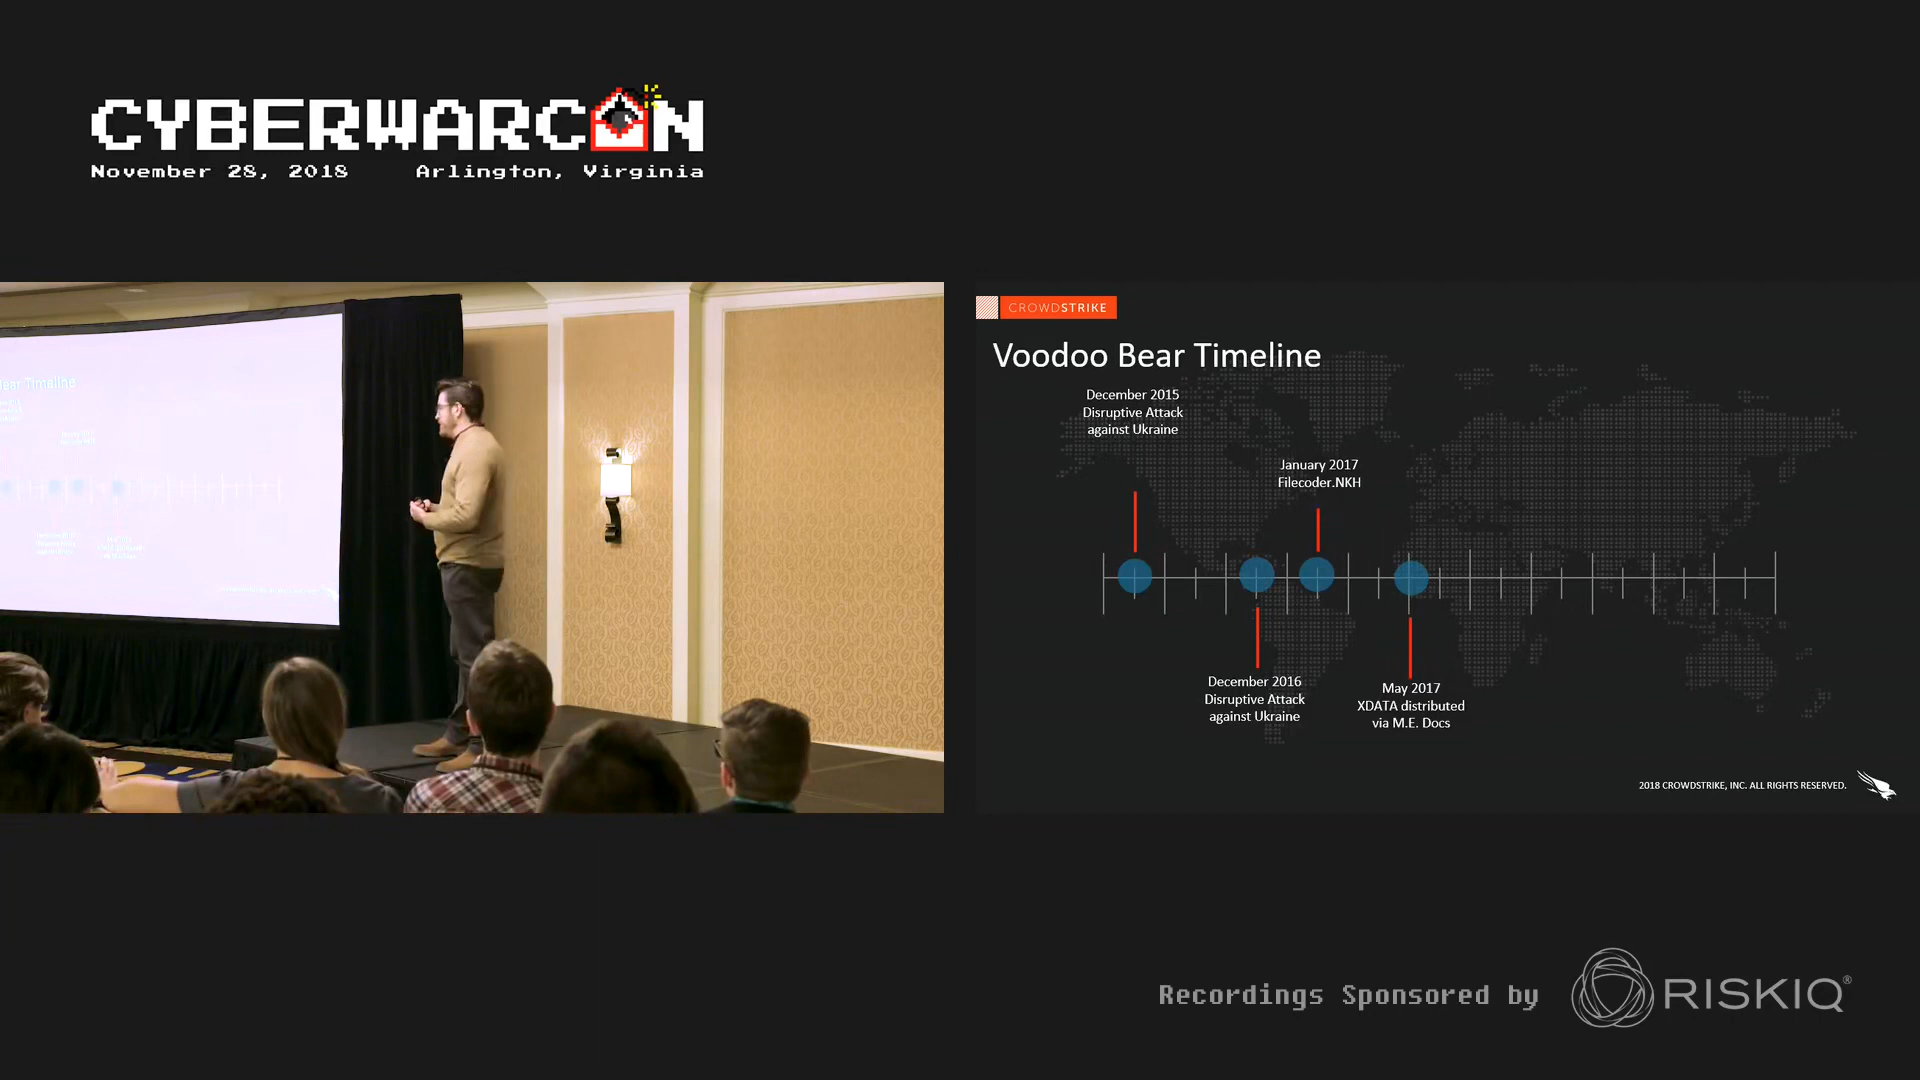 CYBERWARCON
November 28, 2018 Arlington, Virginia
CROWDSTRIKE
Voodoo Bear Timeline
December 2015
Disruptive Attack
against Ukraine
January 2017
Filecoder.NKH
December 2016
Disruptive Attack
against Ukraine
May 2017
XDATA distributed
via M.E. Docs
2018 CROWDSTRIKE, INC. ALL RIGHTS RESERVED.
Timeline
Recordings Sponsored by
RISKIQ®